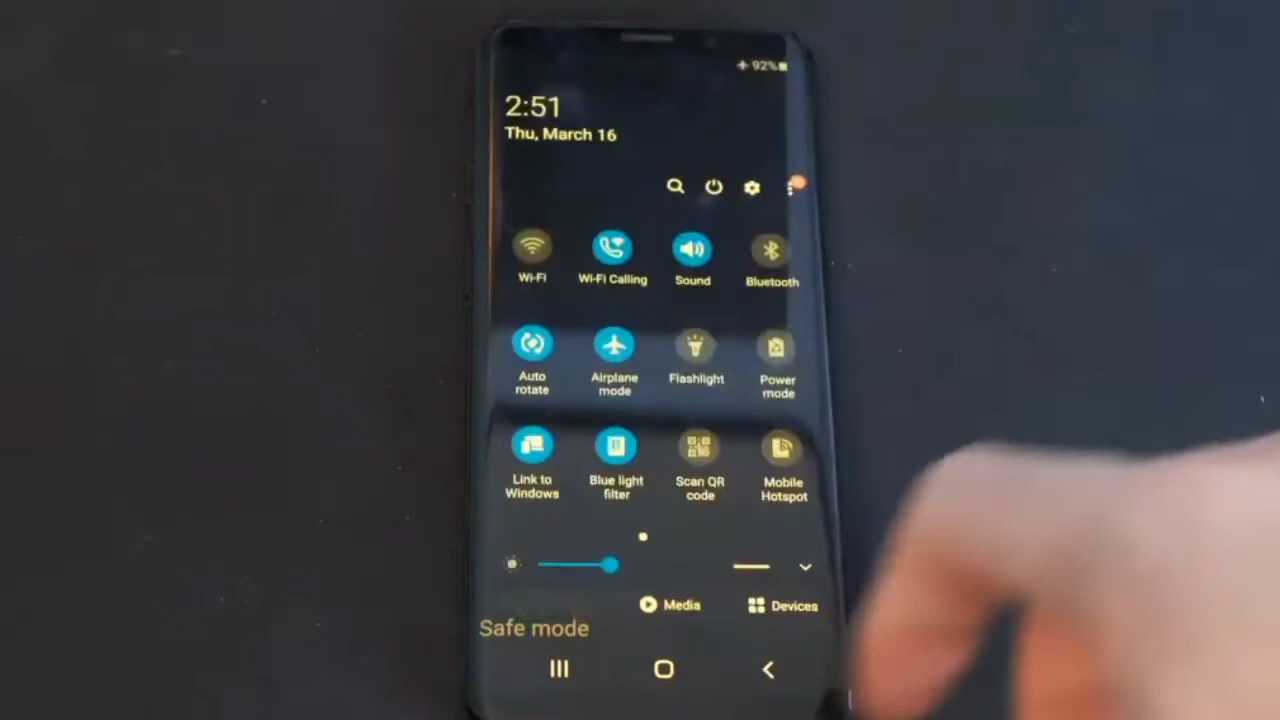 92%
2:51
Thu, March 16
Wi-Fi
Wi-Fi Calling
Sound
Bluetooth
Auto
rotate
Airplane
mode
Flashlight
Power
mode
Link to
Windows
Blue light
filter
Scan QR
code
Mobile
Hotspot
Media
Devices
Safe mode